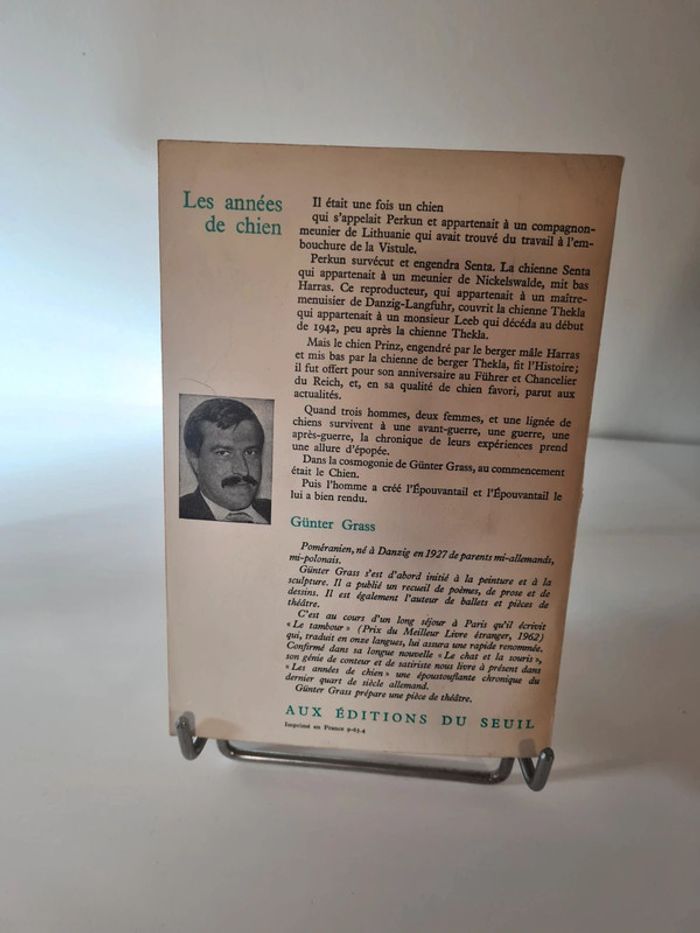 Les années
de chien
Il était une fois un chien
qui s'appelait Perkun et appartenait à un compagnon-
meunier de Lithuanie qui avait trouvé du travail à l'em-
bouchure de la Vistule.
Perkun survécut et engendra Senta. La chienne Senta
qui appartenait à un meunier de Nickelswalde, mit bas
Harras. Ce reproducteur, qui appartenait à un maître-
menuisier de Danzig-Langfuhr, couvrit la chienne Thekla
qui appartenait à un monsieur Leeb qui décéda au début
de 1942, peu après la chienne Thekla.
Mais le chien Prinz, engendré par le berger mâle Harras
et mis bas par la chienne de berger Thekla, fit l'Histoire;
il fut offert pour son anniversaire au Führer et Chancelier
du Reich, et, en sa qualité de chien favori, parut aux
actualités.
Quand trois hommes, deux femmes, et une lignée de
chiens survivent à une avant-guerre, une guerre, une
après-guerre, la chronique de leurs expériences prend
une allure d'épopée.
Dans la cosmogonie de Günter Grass, au commencement
était le Chien.
Puis l'homme a créé l'Épouvantail et l'Épouvantail le
lui a bien rendu.
Günter Grass
Poméranien, né à Danzig en 1927 de parents mi-allemands,
mi-polonais.
Günter Grass s'est d'abord initié à la peinture et à la
sculpture. Il a publié un recueil de poèmes, de prose et de
dessins. Il est également l'auteur de ballets et pièces de
théâtre.
C'est au cours d'un long séjour à Paris qu'il écrivit
« Le tambour » (Prix du Meilleur Livre étranger, 1962)
qui, traduit en onze langues, lui assura une rapide renommée.
Confirmé dans sa longue nouvelle « Le chat et la souris »,
son génie de conteur et de satiriste nous livre à présent dans
« Les années de chien » une époustouflante chronique du
dernier quart de siècle allemand.
Günter Grass prépare une pièce de théâtre.
AUX ÉDITIONS DU SEUIL
Imprimé en France 9-65-4